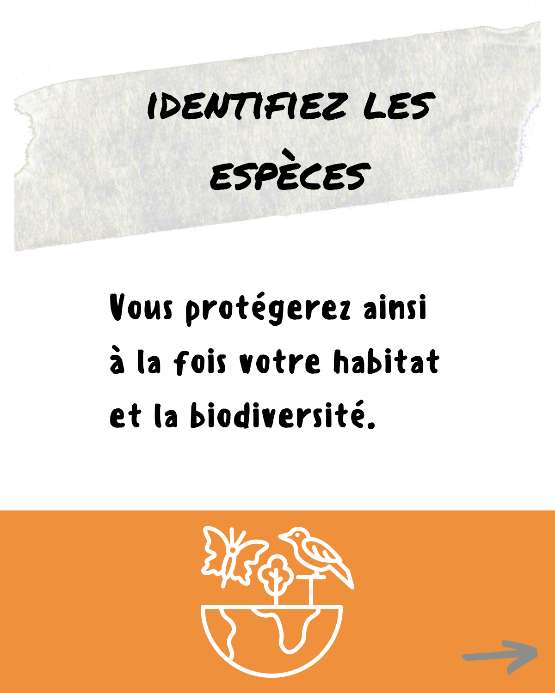 IDENTIFIEZ LES
ESPÈCES
Vous protégerez ainsi
à la fois votre habitat
et la biodiversité.